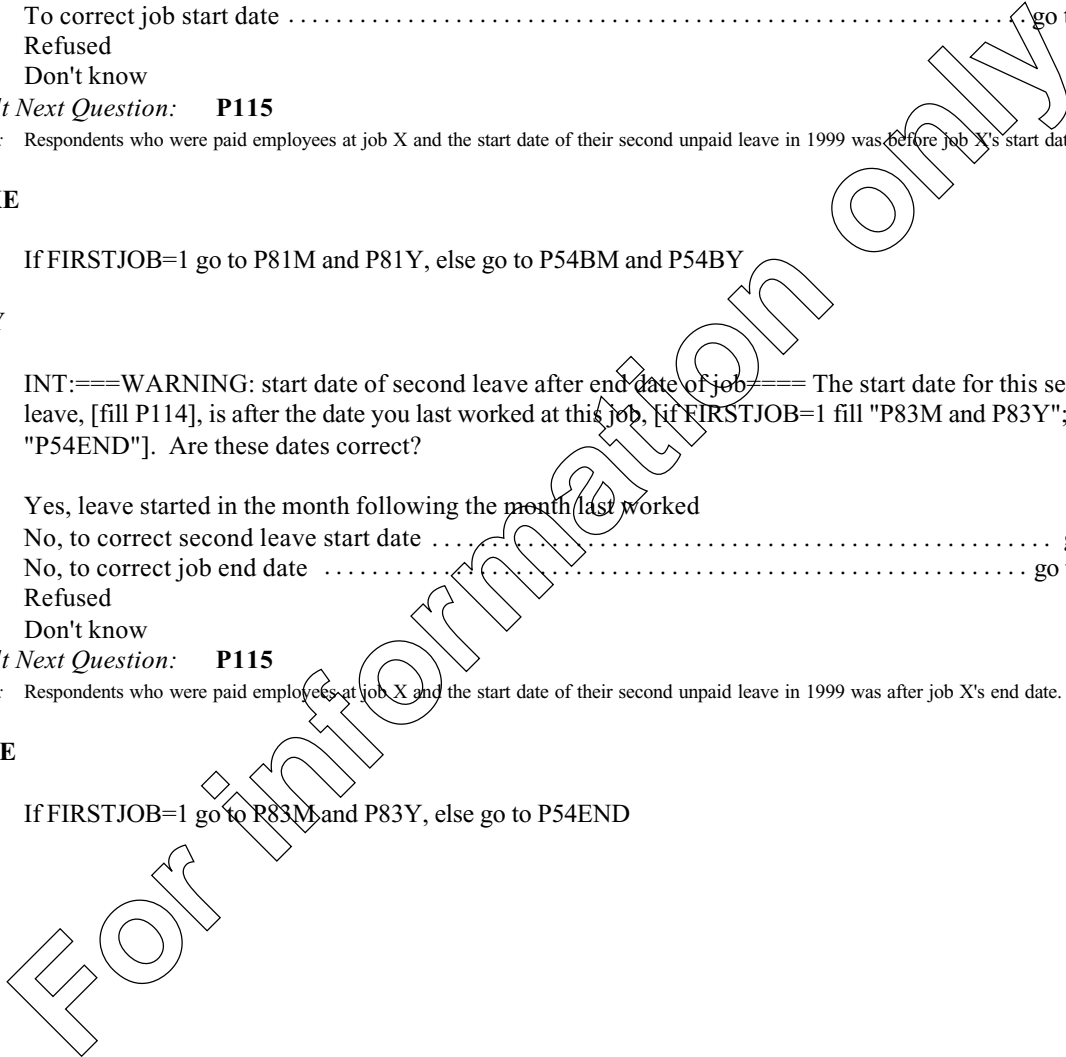 To correct job start date . . . . . . . . . . . . . . . . . . . . . . . . . . . . . . . . . . . . . . . . . . . . . . . . . . . . . . . . . . . . . . go t
Refused
Don't know
t Next Question: P115
r Respondents who were paid employees at job X and the start date of their second unpaid leave in 1999 was before job X's start dat
E
If FIRSTJOB=1 go to P81M and P81Y, else go to P54BM and P54BY
Y
INT:===WARNING: start date of second leave after end date of job==== The start date for this se
leave, [fill P114], is after the date you last worked at this job, [if FIRSTJOB=1 fill "P83M and P83Y";
"P54END"]. Are these dates correct?
Yes, leave started in the month following the month last worked
No, to correct second leave start date . . . . . . . . . . . . . . . . . . . . . . . . . . . . . . . . . . . . . . . . . . . . . . . . . . . . g
No, to correct job end date . . . . . . . . . . . . . . . . . . . . . . . . . . . . . . . . . . . . . . . . . . . . . . . . . . . . . . . . . . . go t
Refused
Don't know
t Next Question: P115
r Respondents who were paid employees at job X and the start date of their second unpaid leave in 1999 was after job X's end date.
E
If FIRSTJOB=1 go to P83M and P83Y, else go to P54END
For information only